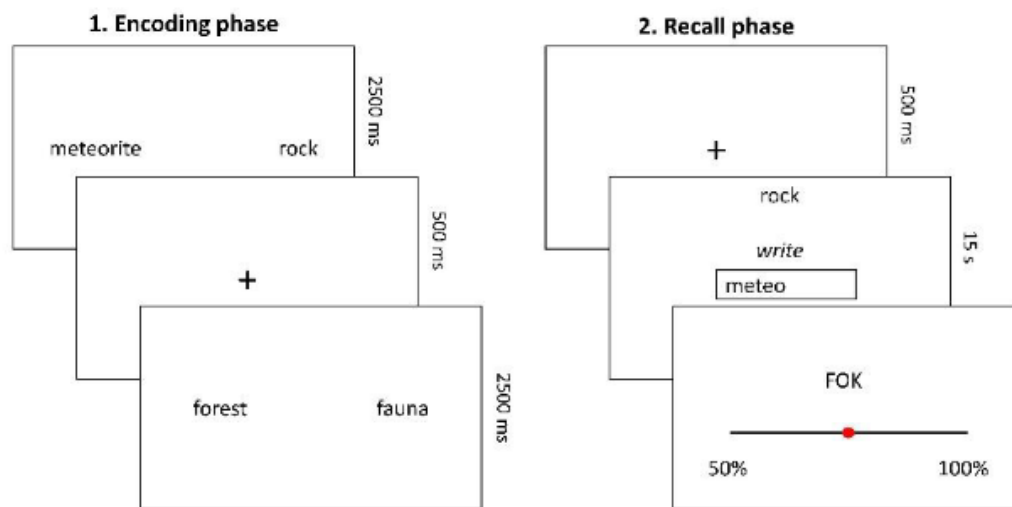 1. Encoding phase
meteorite rock
2500 ms
+
500 ms
forest fauna
2500 ms
2. Recall phase
+
500 ms
rock
write
meteo
15 s
FOK
50% 100%